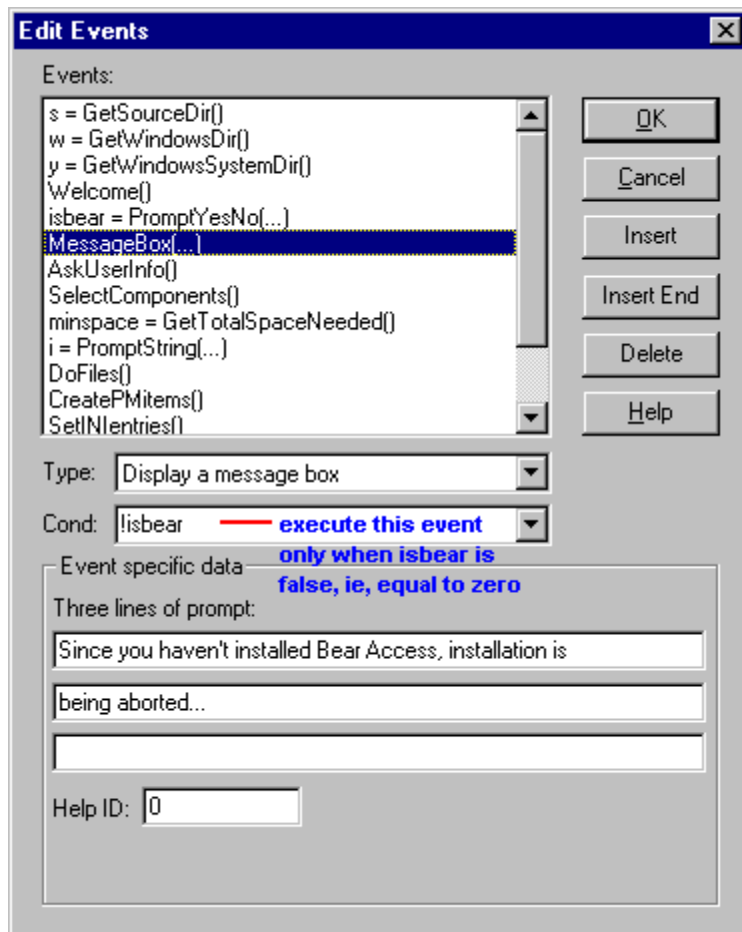 Edit Events
Events:
s = GetSourceDir()
w = GetWindowsDir()
y = GetWindowsSystemDir()
Welcome()
isbear = PromptYesNo(...)
MessageBox(...)
AskUserInfo()
SelectComponents()
minspace = GetTotalSpaceNeeded()
i = PromptString(...)
DoFiles()
CreatePMitems()
SetINIentries()
OK
Cancel
Insert
Insert End
Delete
Help
Type: Display a message box
Cond: !isbear
execute this event
only when isbear is
false, ie, equal to zero
Event specific data
Three lines of prompt:
Since you haven't installed Bear Access, installation is
being aborted...
Help ID: 0